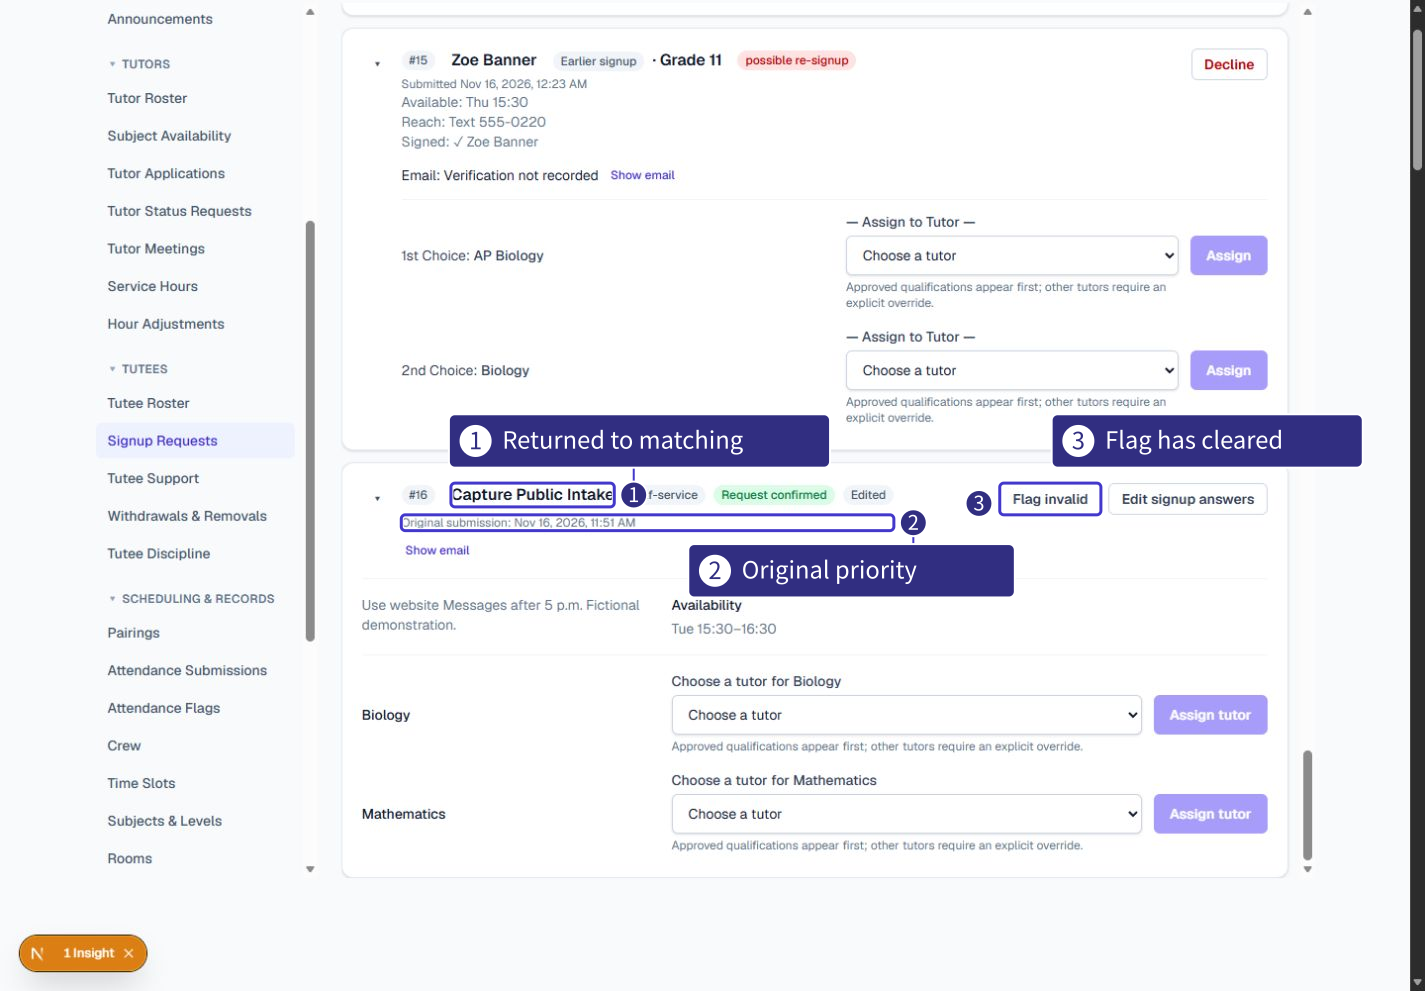 Announcements
TUTORS
Tutor Roster
Subject Availability
Tutor Applications
Tutor Status Requests
Tutor Meetings
Service Hours
Hour Adjustments
TUTEES
Tutee Roster
Signup Requests
Tutee Support
Withdrawals & Removals
Tutee Discipline
SCHEDULING & RECORDS
Pairings
Attendance Submissions
Attendance Flags
Crew
Time Slots
Subjects & Levels
Rooms
#15 Zoe Banner Earlier signup · Grade 11 possible re-signup Decline
Submitted Nov 16, 2026, 12:23 AM
Available: Thu 15:30
Reach: Text 555-0220
Signed: ✓ Zoe Banner
Email: Verification not recorded Show email
— Assign to Tutor —
1st Choice: AP Biology Choose a tutor Assign
Approved qualifications appear first; other tutors require an
explicit override.
— Assign to Tutor —
2nd Choice: Biology Choose a tutor Assign
Approved qualifications appear first; other tutors require an
explicit override.
1 Returned to matching
3 Flag has cleared
#16 Capture Public Intake 1 f-service Request confirmed Edited 3 Flag invalid Edit signup answers
Original submission: Nov 16, 2026, 11:51 AM 2
Show email
2 Original priority
Use website Messages after 5 p.m. Fictional
demonstration.
Availability
Tue 15:30–16:30
Choose a tutor for Biology
Biology Choose a tutor Assign tutor
Approved qualifications appear first; other tutors require an explicit override.
Choose a tutor for Mathematics
Mathematics Choose a tutor Assign tutor
Approved qualifications appear first; other tutors require an explicit override.
N 1 Insight ×